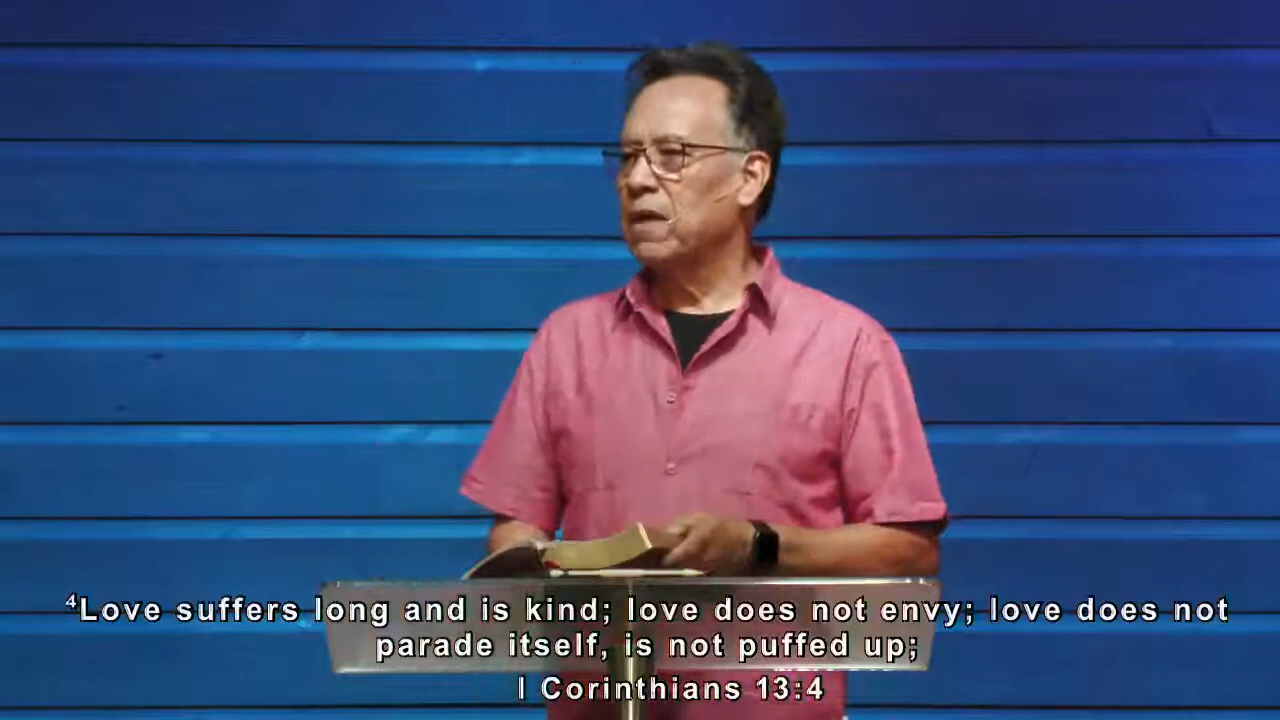 ⁴Love suffers long and is kind; love does not envy; love does not
parade itself, is not puffed up;
I Corinthians 13:4